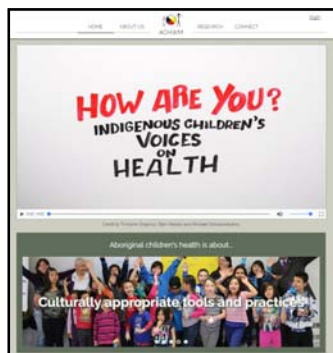 HOME
ABOUT US
ACHWM
RESEARCH
CONNECT
HOW ARE YOU?
INDIGENOUS CHILDREN'S
VOICES
ON
HEALTH
Aboriginal children's health is about...
Culturally appropriate tools and practices